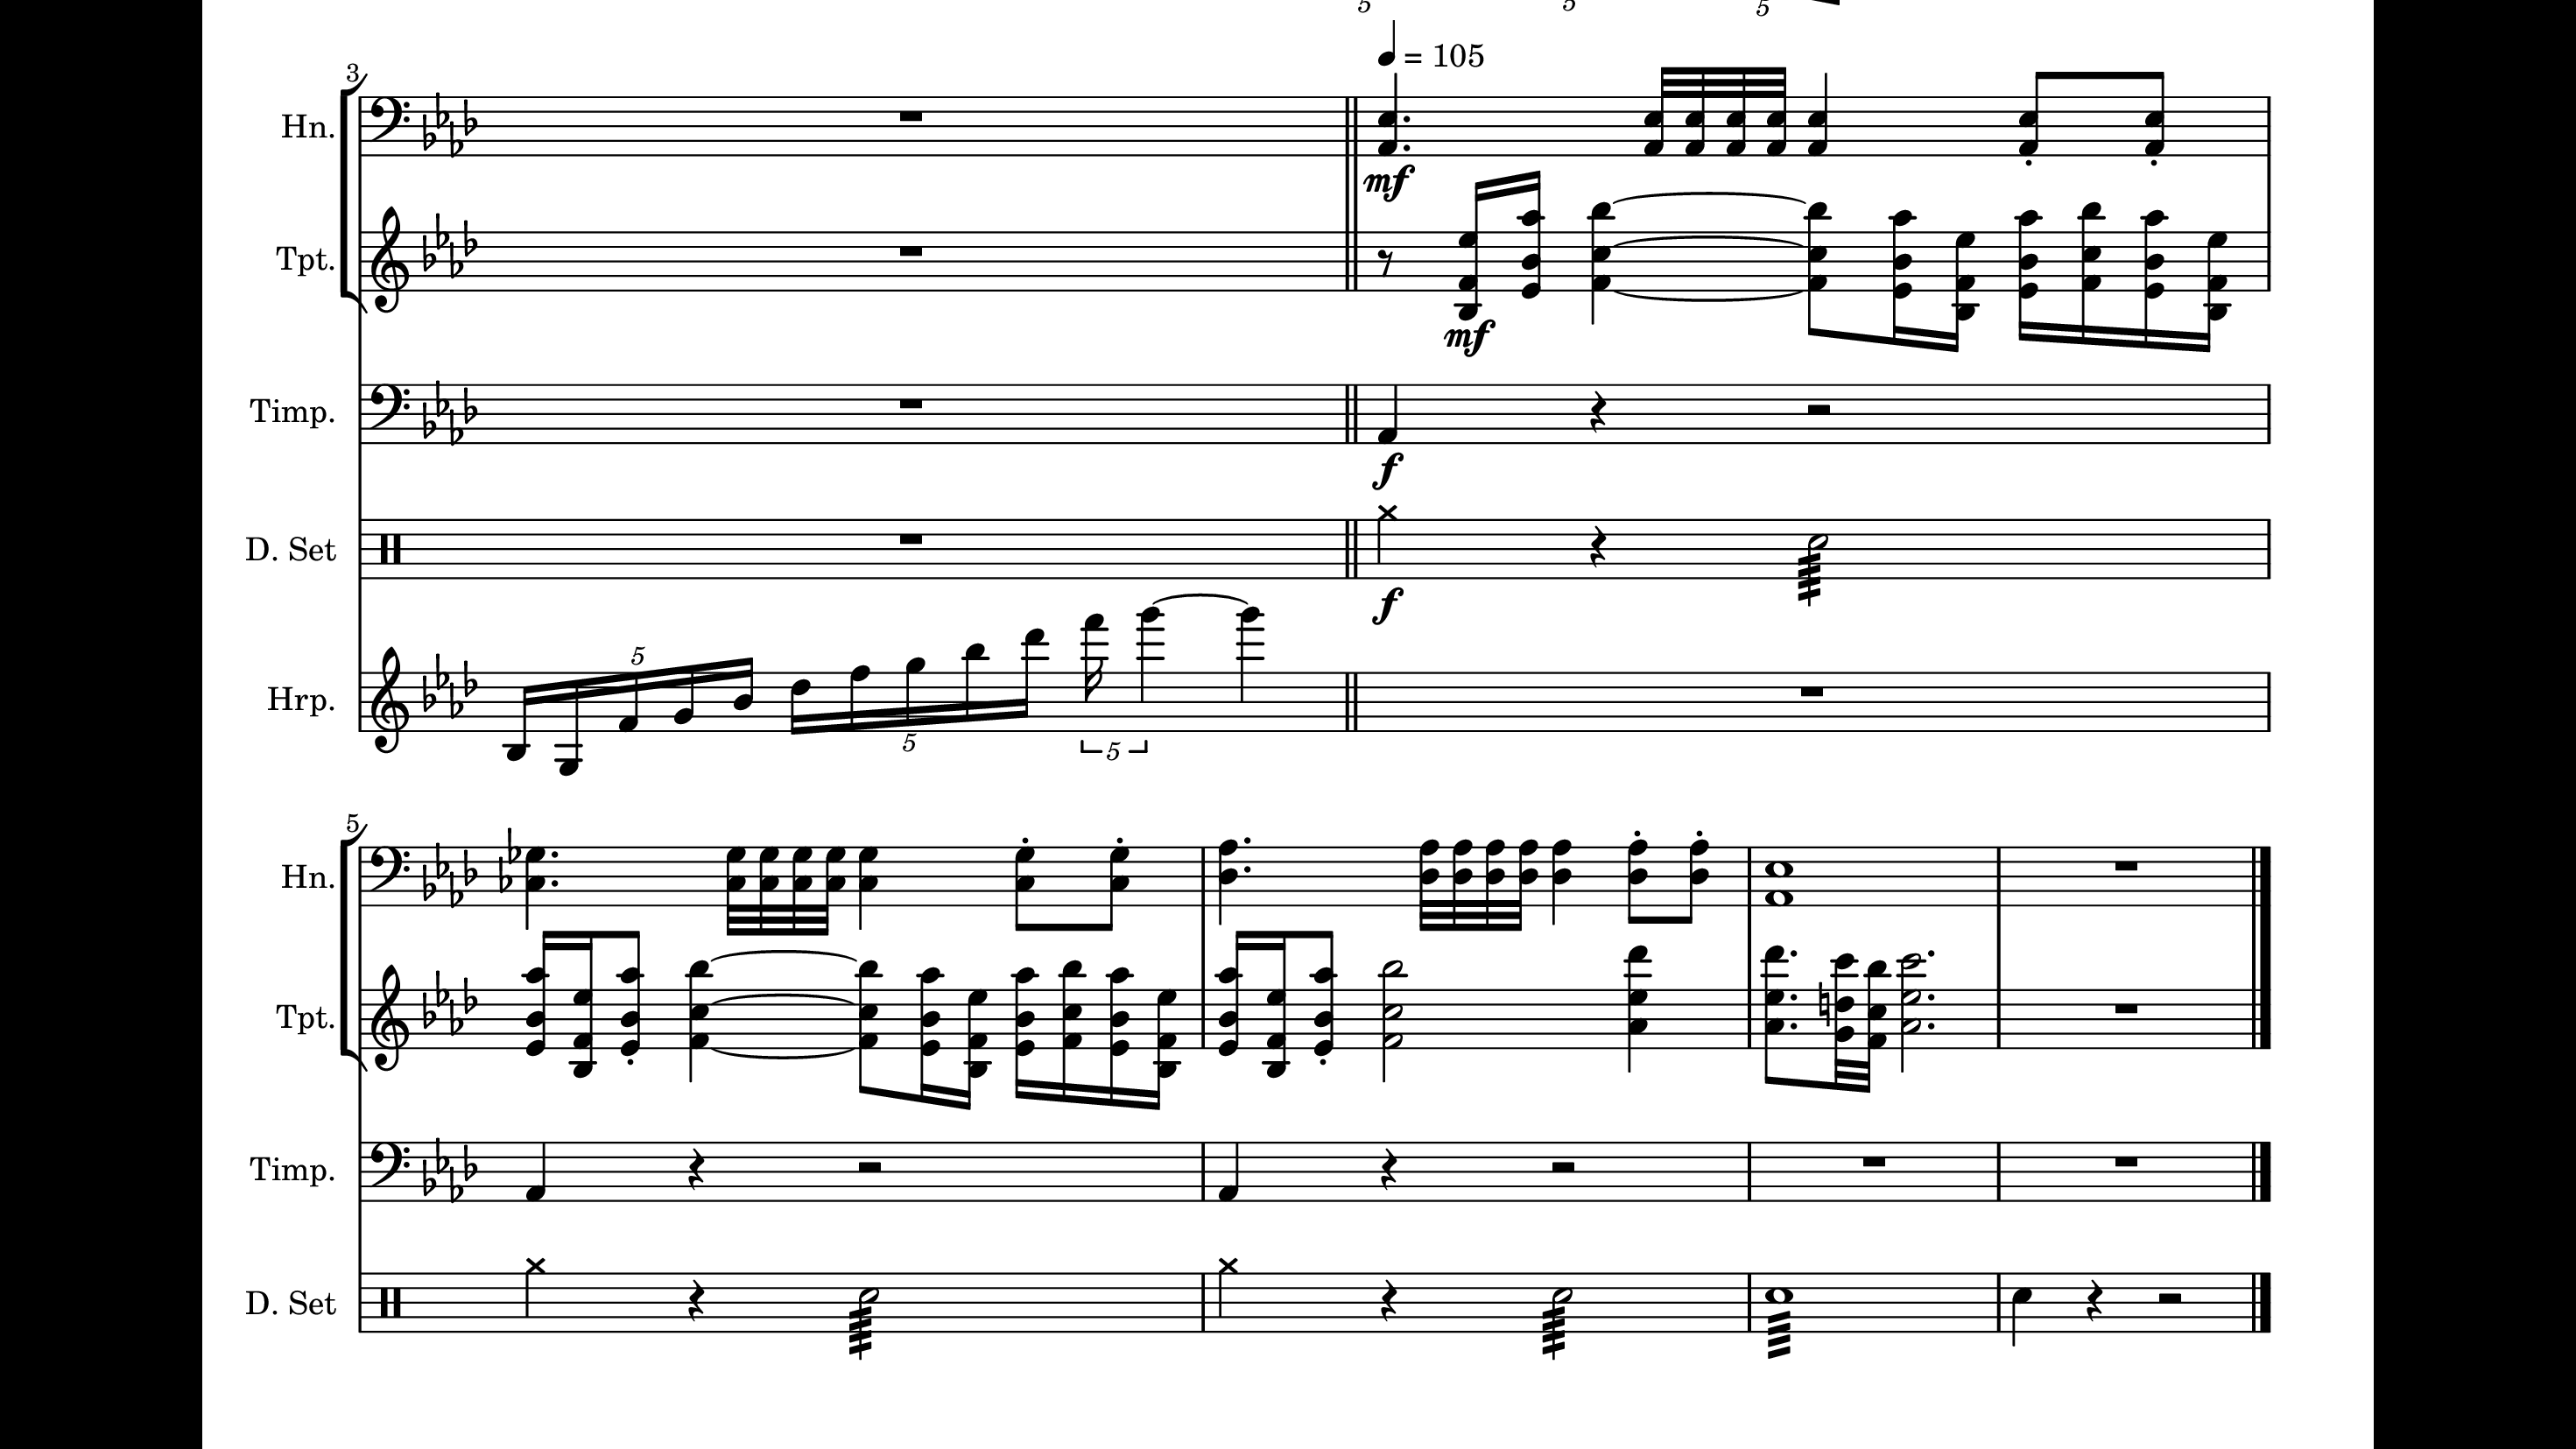 5 5 5
♩ = 105
3
Hn.
mf
Tpt.
mf
Timp.
f
D. Set
f
5
Hrp.
5 5
5
Hn.
Tpt.
Timp.
D. Set